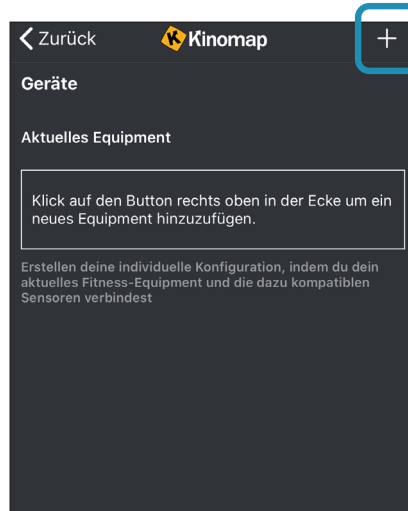 Zurück Kinomap +
Geräte
Aktuelles Equipment
Klick auf den Button rechts oben in der Ecke um ein
neues Equipment hinzuzufügen.
Erstellen deine individuelle Konfiguration, indem du dein
aktuelles Fitness-Equipment und die dazu kompatiblen
Sensoren verbindest